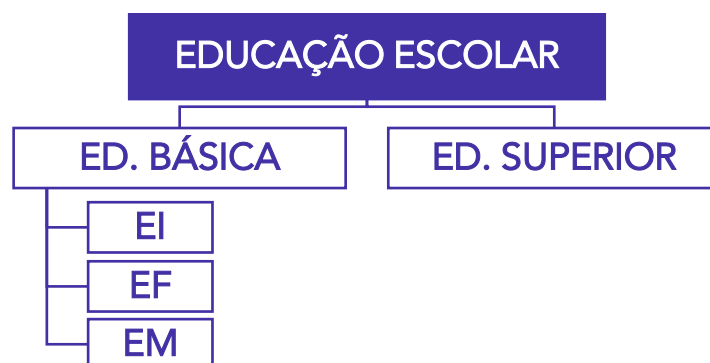 EDUCAÇÃO ESCOLAR
ED. BÁSICA
ED. SUPERIOR
EI
EF
EM